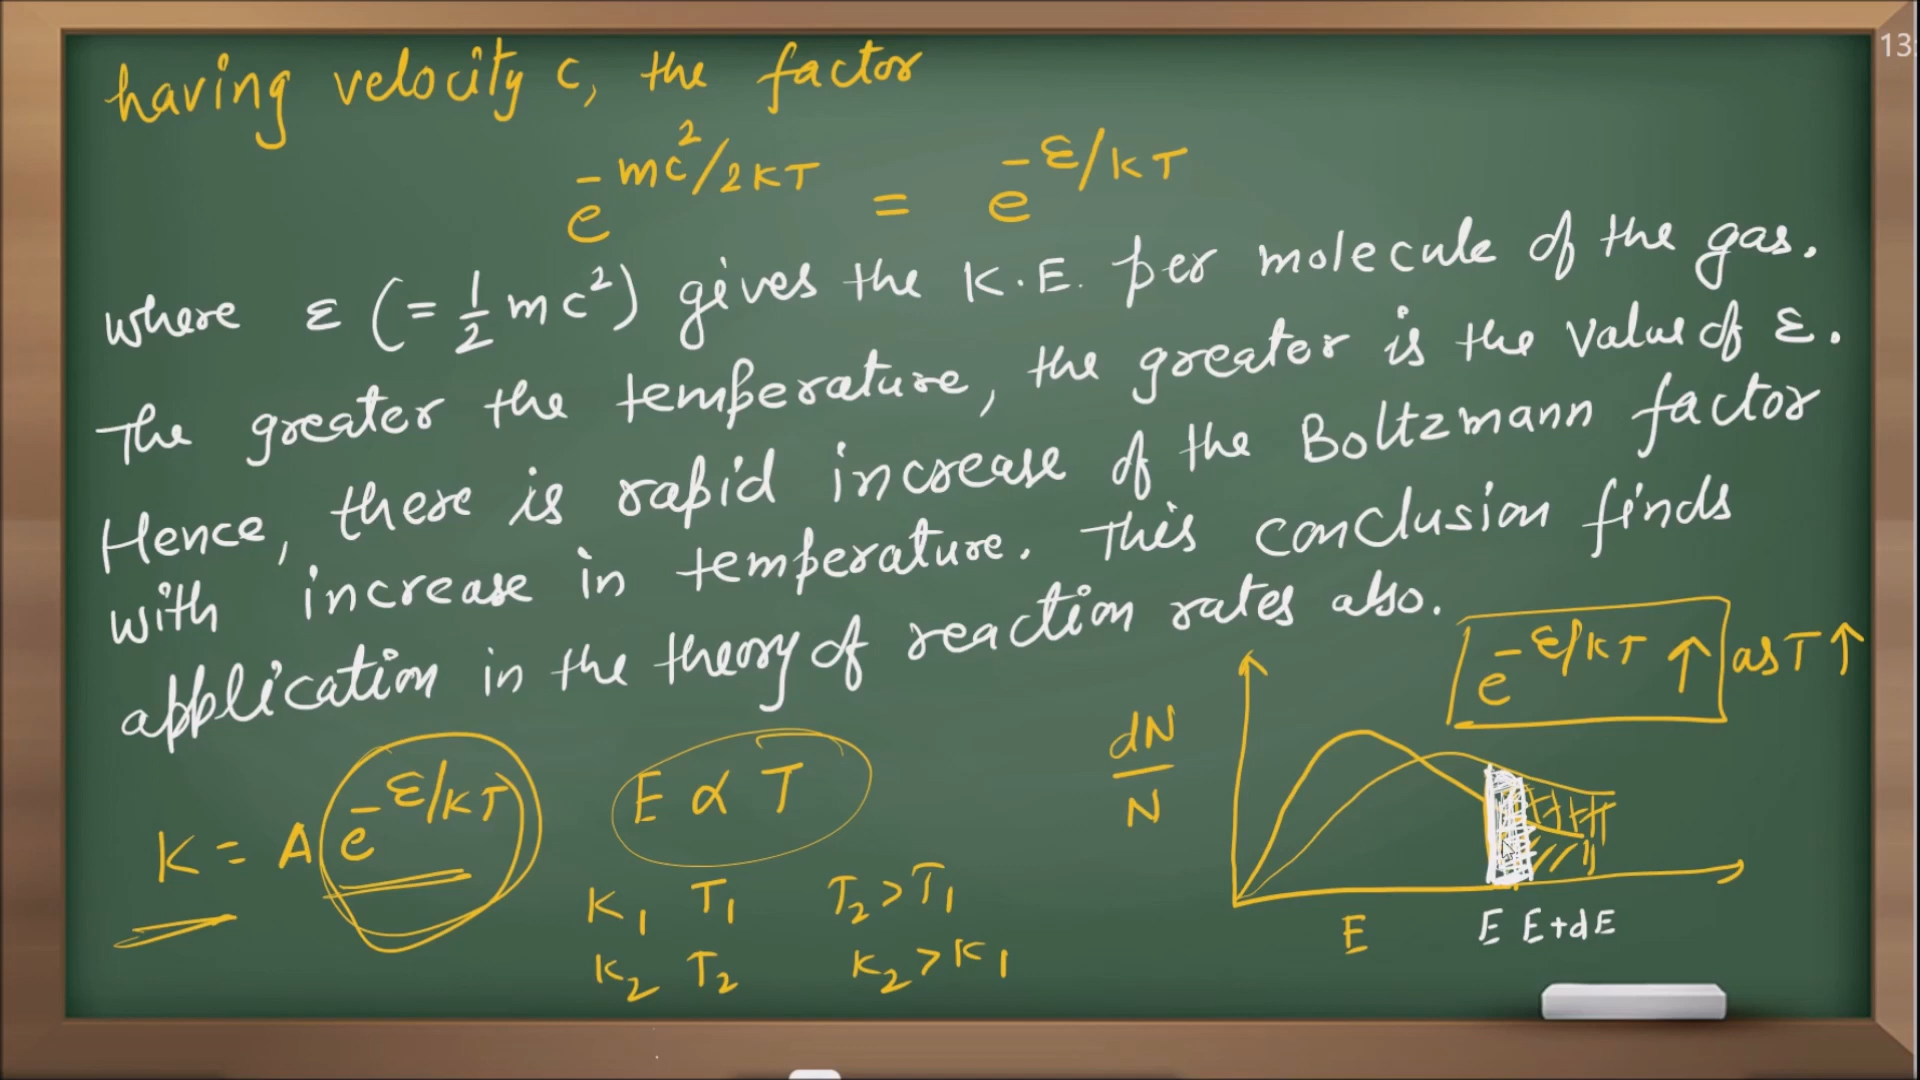 13
having velocity c, the factor
e^{-mc²/2KT} = e^{-ε/KT}
where ε (= ½ mc²) gives the K.E. per molecule of the gas.
The greater the temperature, the greater is the value of ε.
Hence, there is rapid increase of the Boltzmann factor
with increase in temperature. This conclusion finds
application in the theory of reaction rates also.
e^{-ε/KT} ↑ as T ↑
K = A e^{-ε/KT}
E ∝ T
K₁ T₁ T₂ > T₁
K₂ T₂ K₂ > K₁
dN/N
E E E+dE